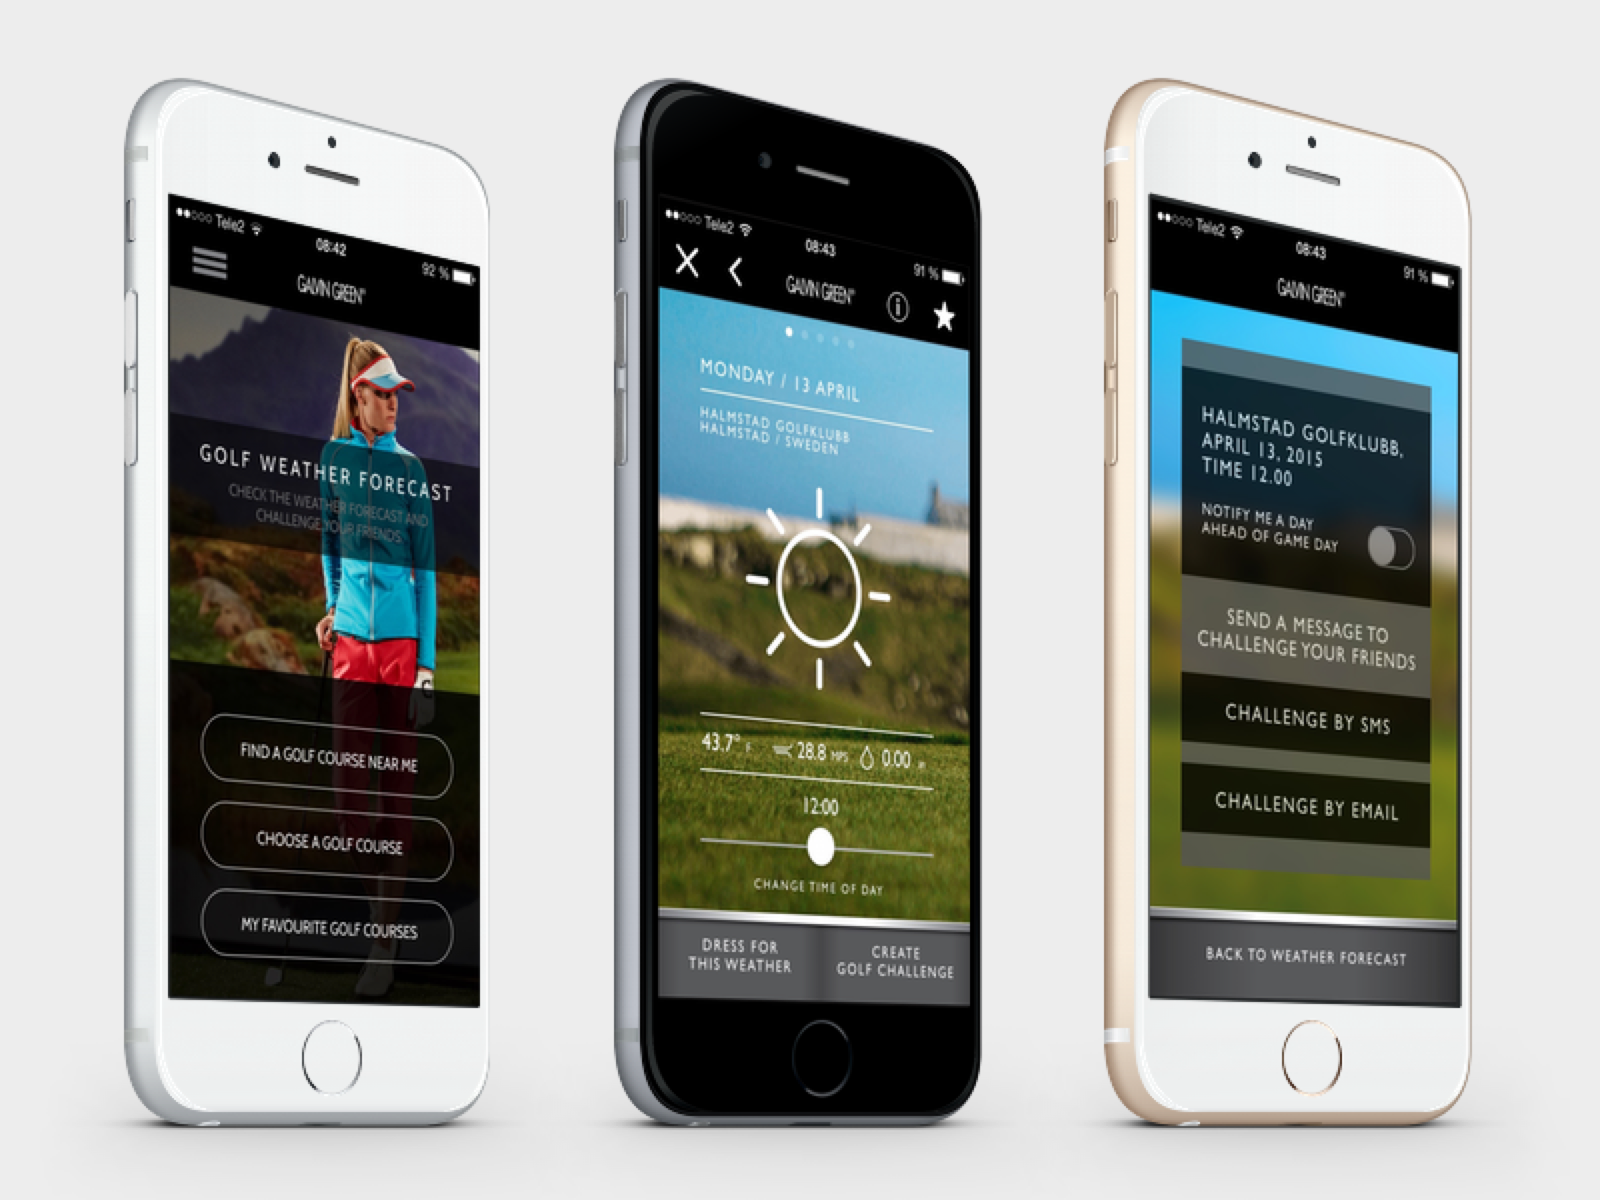 Tele2
08:42
92 %
GALVIN GREEN
GOLF WEATHER FORECAST
CHECK THE WEATHER FORECAST AND
CHALLENGE YOUR FRIENDS.
FIND A GOLF COURSE NEAR ME
CHOOSE A GOLF COURSE
MY FAVOURITE GOLF COURSES
Tele2
08:43
91 %
GALVIN GREEN
MONDAY / 13 APRIL
HALMSTAD GOLFKLUBB
HALMSTAD / SWEDEN
43.7° F 28.8 MPS 0.00
12:00
CHANGE TIME OF DAY
DRESS FOR
THIS WEATHER
CREATE
GOLF CHALLENGE
Tele2
08:43
91 %
GALVIN GREEN
HALMSTAD GOLFKLUBB,
APRIL 13, 2015
TIME 12.00
NOTIFY ME A DAY
AHEAD OF GAME DAY
SEND A MESSAGE TO
CHALLENGE YOUR FRIENDS
CHALLENGE BY SMS
CHALLENGE BY EMAIL
BACK TO WEATHER FORECAST